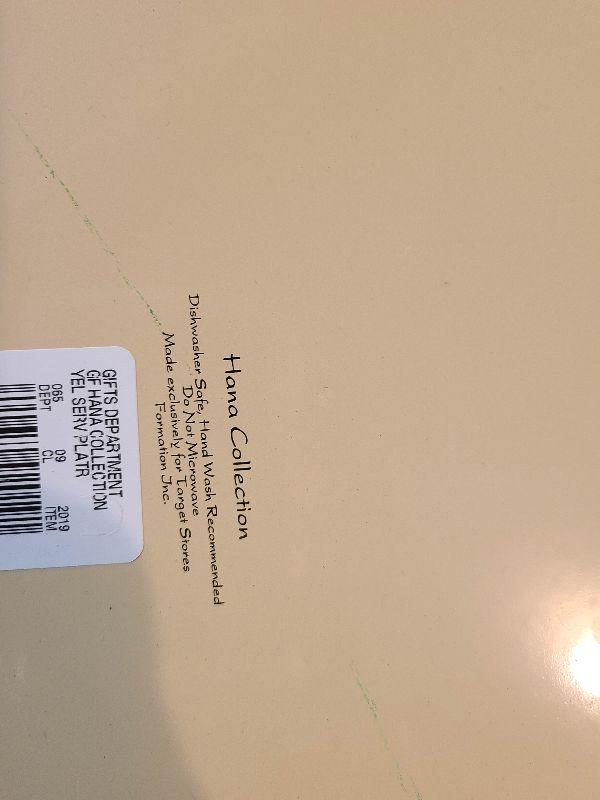 Hana Collection
Dishwasher Safe, Hand Wash Recommended
Do Not Microwave
Made exclusively for Target Stores
Formation Inc.
GIFTS DEPARTMENT
GF HANA COLLECTION
YEL SERV PLATR
065 09 2019
DEPT CL ITEM